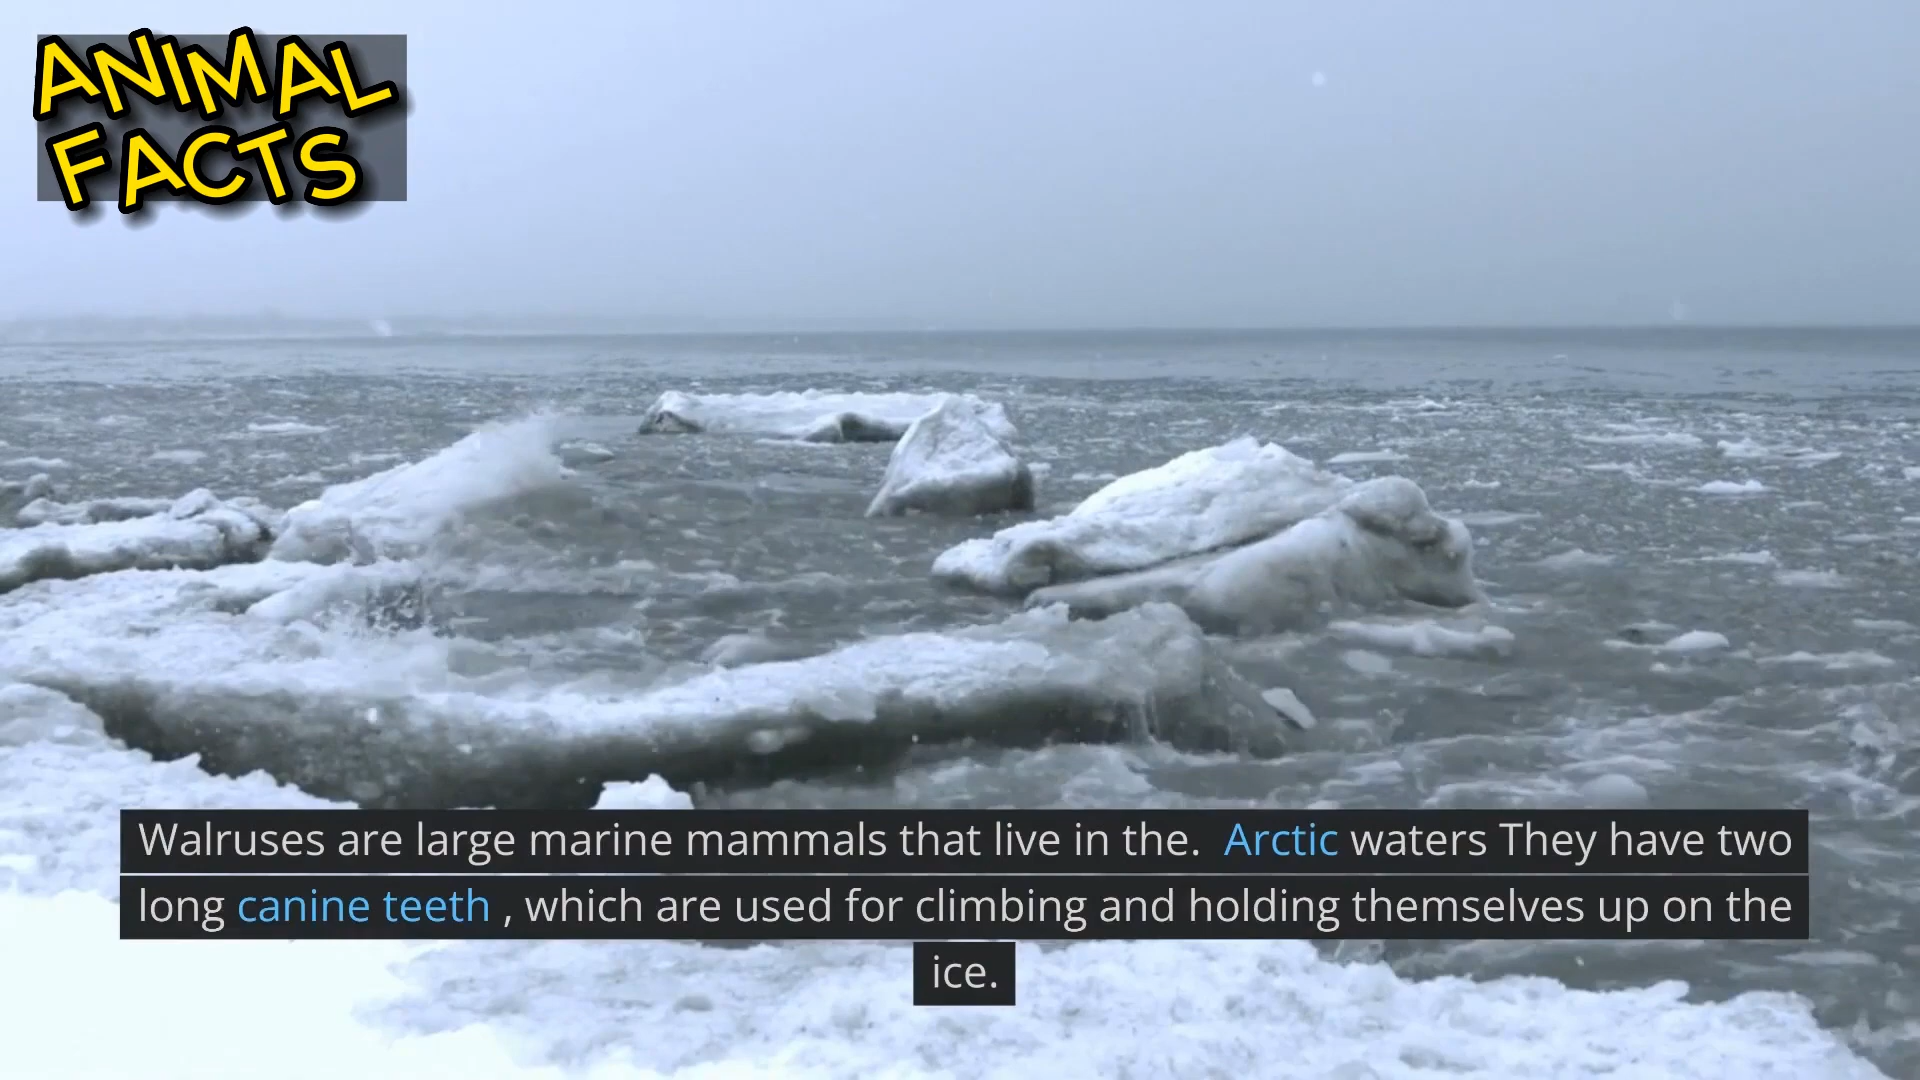 ANIMAL
FACTS
Walruses are large marine mammals that live in the.  Arctic waters They have two
long canine teeth , which are used for climbing and holding themselves up on the
ice.